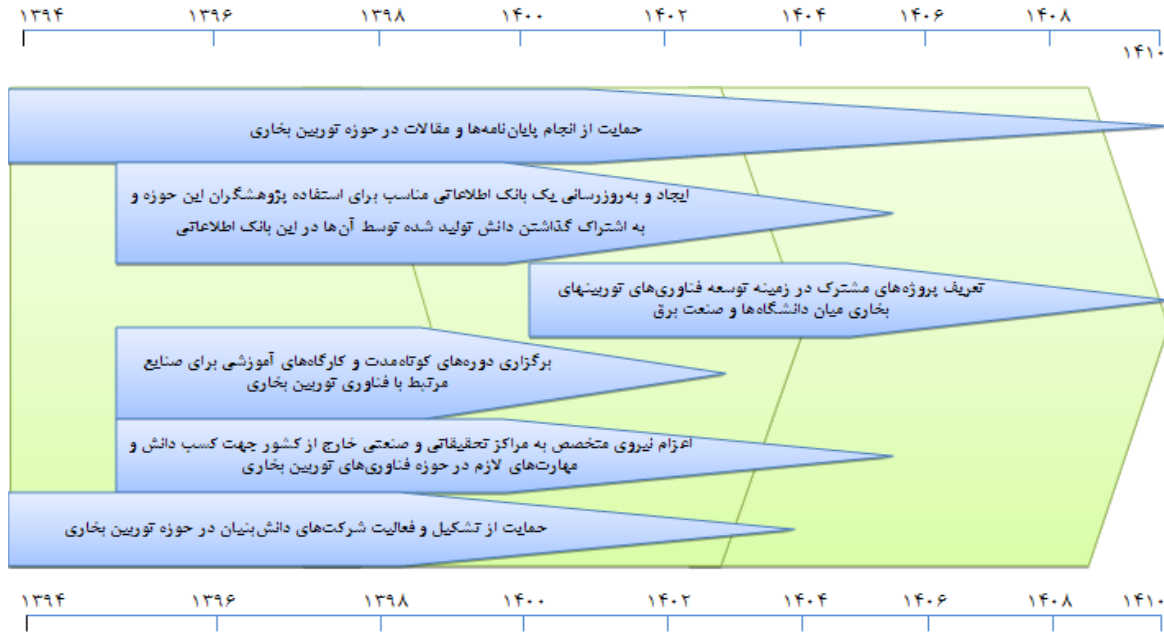 ۱۳۹۴ ۱۳۹۶ ۱۳۹۸ ۱۴۰۰ ۱۴۰۲ ۱۴۰۴ ۱۴۰۶ ۱۴۰۸
۱۴۱۰
حمایت از انجام پایان‌نامه‌ها و مقالات در حوزه توربین بخاری
ایجاد و به‌روزرسانی یک بانک اطلاعاتی مناسب برای استفاده پژوهشگران این حوزه و
به اشتراک گذاشتن دانش تولید شده توسط آن‌ها در این بانک اطلاعاتی
تعریف پروژه‌های مشترک در زمینه توسعه فناوری‌های توربینهای
بخاری میان دانشگاه‌ها و صنعت برق
برگزاری دوره‌های کوتاه‌مدت و کارگاه‌های آموزشی برای صنایع
مرتبط با فناوری توربین بخاری
اعزام نیروی متخصص به مراکز تحقیقاتی و صنعتی خارج از کشور جهت کسب دانش و
مهارت‌های لازم در حوزه فناوری‌های توربین بخاری
حمایت از تشکیل و فعالیت شرکت‌های دانش‌بنیان در حوزه توربین بخاری
۱۳۹۴ ۱۳۹۶ ۱۳۹۸ ۱۴۰۰ ۱۴۰۲ ۱۴۰۴ ۱۴۰۶ ۱۴۰۸ ۱۴۱۰